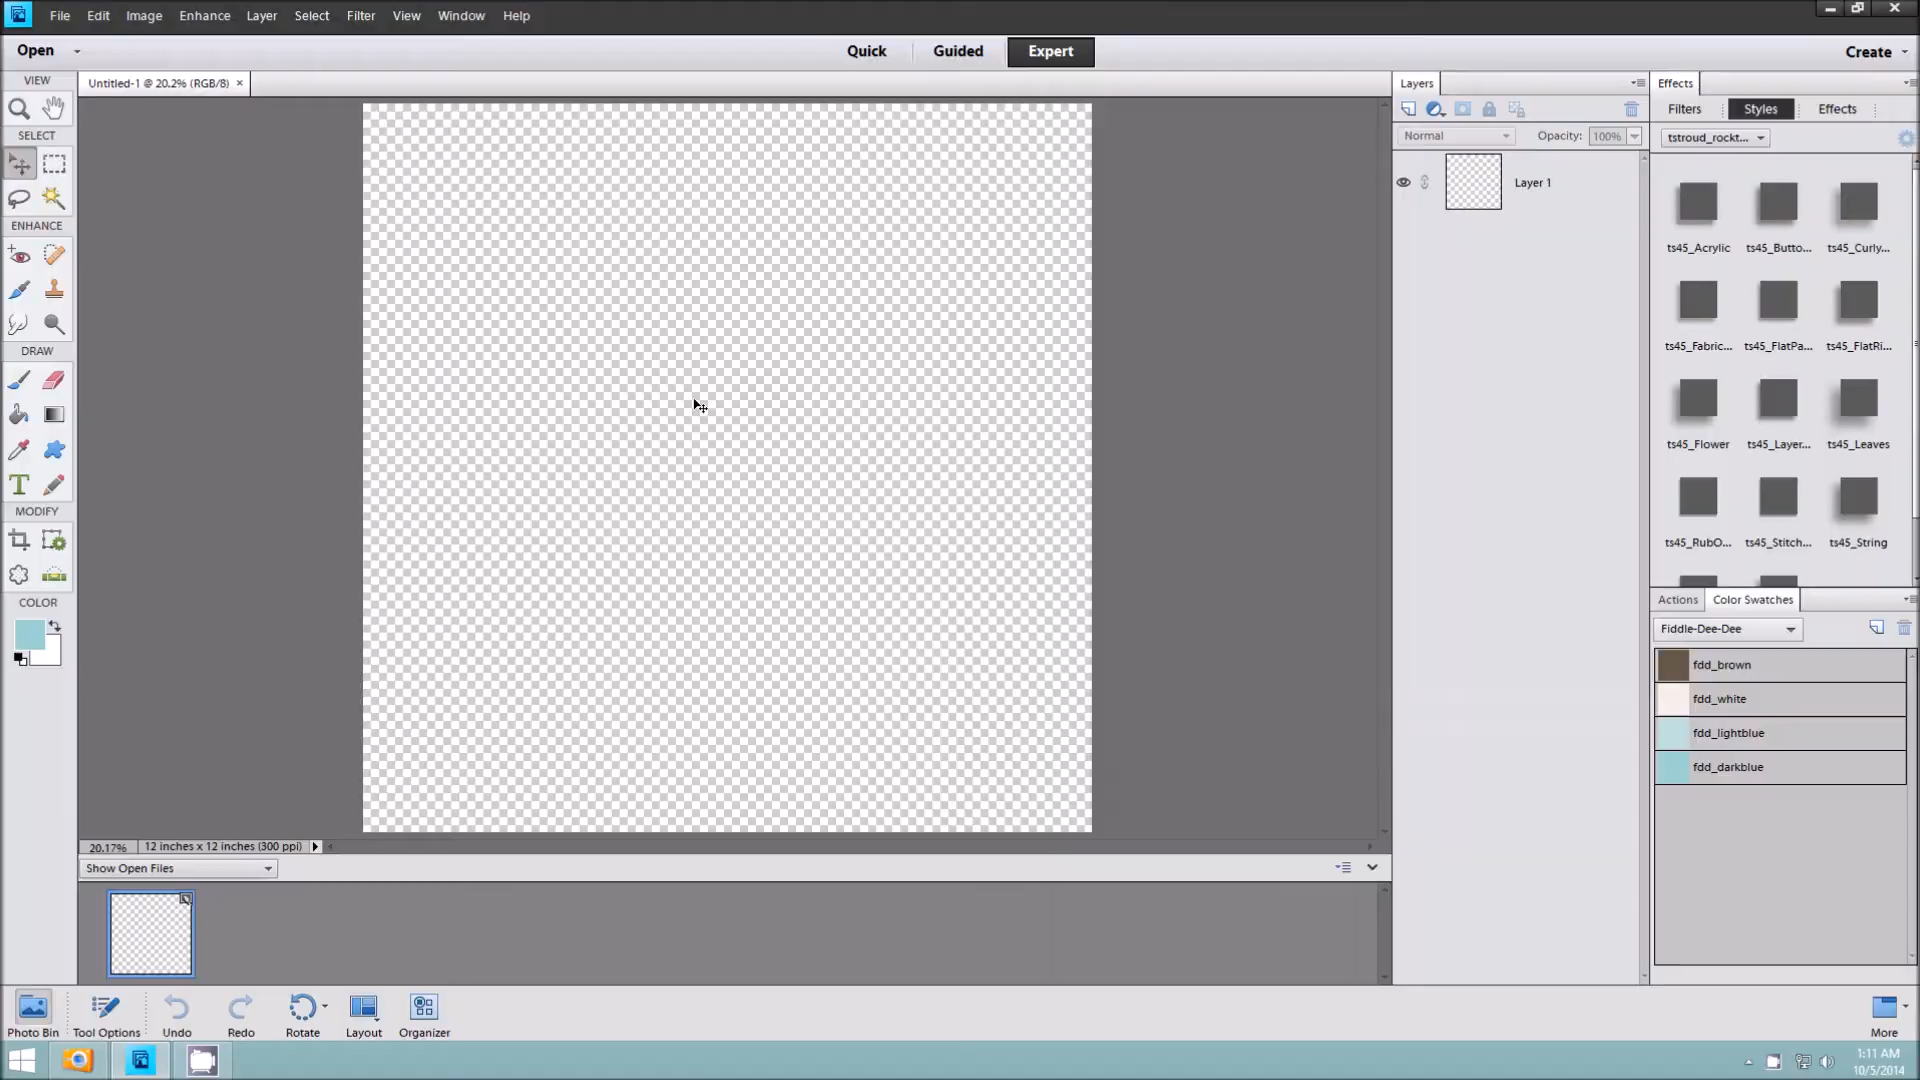 File Edit Image Enhance Layer Select Filter View Window Help
Open Quick Guided Expert Create
VIEW
Untitled-1 @ 20.2% (RGB/8) ×
SELECT
ENHANCE
DRAW
T
MODIFY
COLOR
20.17% 12 inches x 12 inches (300 ppi)
Show Open Files
Layers
Normal Opacity: 100%
Layer 1
Effects
Filters Styles Effects
tstroud_rockt...
ts45_Acrylic ts45_Butto... ts45_Curly...
ts45_Fabric... ts45_FlatPa... ts45_FlatRi...
ts45_Flower ts45_Layer... ts45_Leaves
ts45_RubO... ts45_Stitch... ts45_String
Actions Color Swatches
Fiddle-Dee-Dee
fdd_brown
fdd_white
fdd_lightblue
fdd_darkblue
Photo Bin Tool Options Undo Redo Rotate Layout Organizer More
1:11 AM
10/5/2014